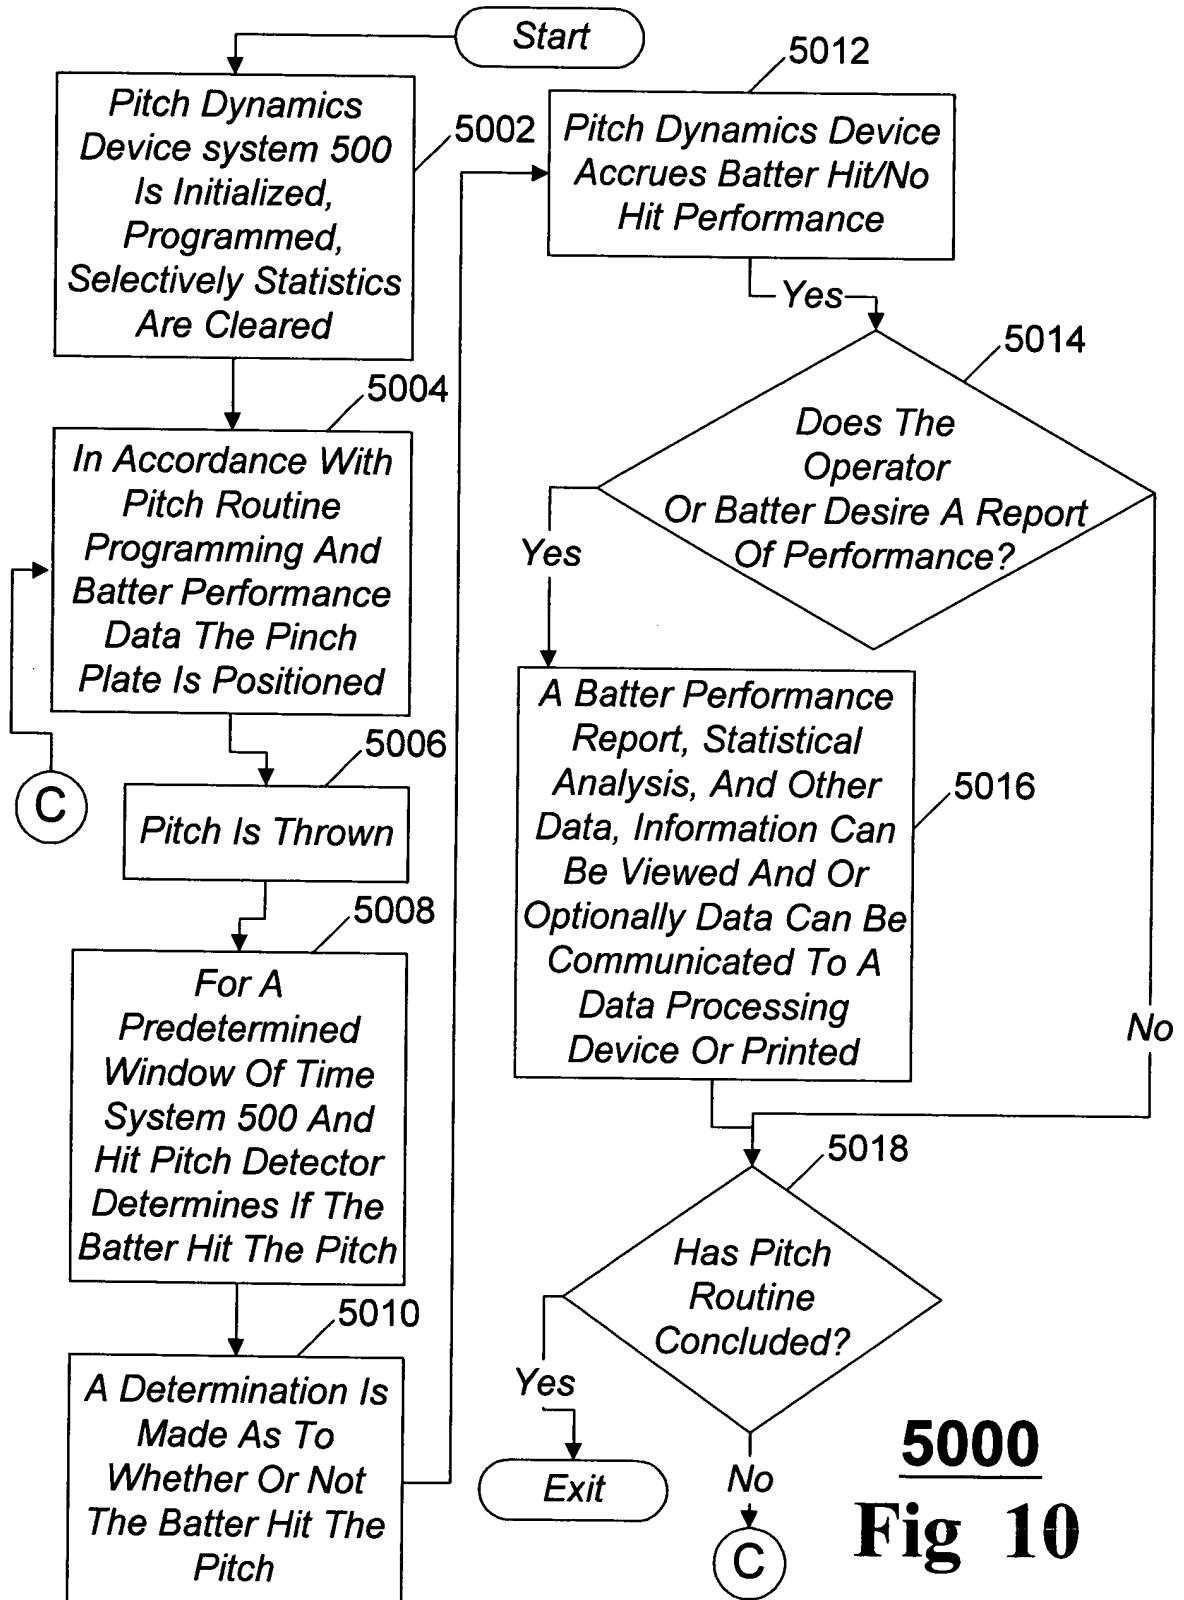 Start
Pitch Dynamics
Device system 500
Is Initialized,
Programmed,
Selectively Statistics
Are Cleared
5002
In Accordance With
Pitch Routine
Programming And
Batter Performance
Data The Pinch
Plate Is Positioned
5004
C
Pitch Is Thrown
5006
For A
Predetermined
Window Of Time
System 500 And
Hit Pitch Detector
Determines If The
Batter Hit The Pitch
5008
A Determination Is
Made As To
Whether Or Not
The Batter Hit The
Pitch
5010
Pitch Dynamics Device
Accrues Batter Hit/No
Hit Performance
5012
Yes
Does The
Operator
Or Batter Desire A Report
Of Performance?
5014
Yes
No
A Batter Performance
Report, Statistical
Analysis, And Other
Data, Information Can
Be Viewed And Or
Optionally Data Can Be
Communicated To A
Data Processing
Device Or Printed
5016
Has Pitch
Routine
Concluded?
5018
Yes
Exit
No
C
5000
Fig 10